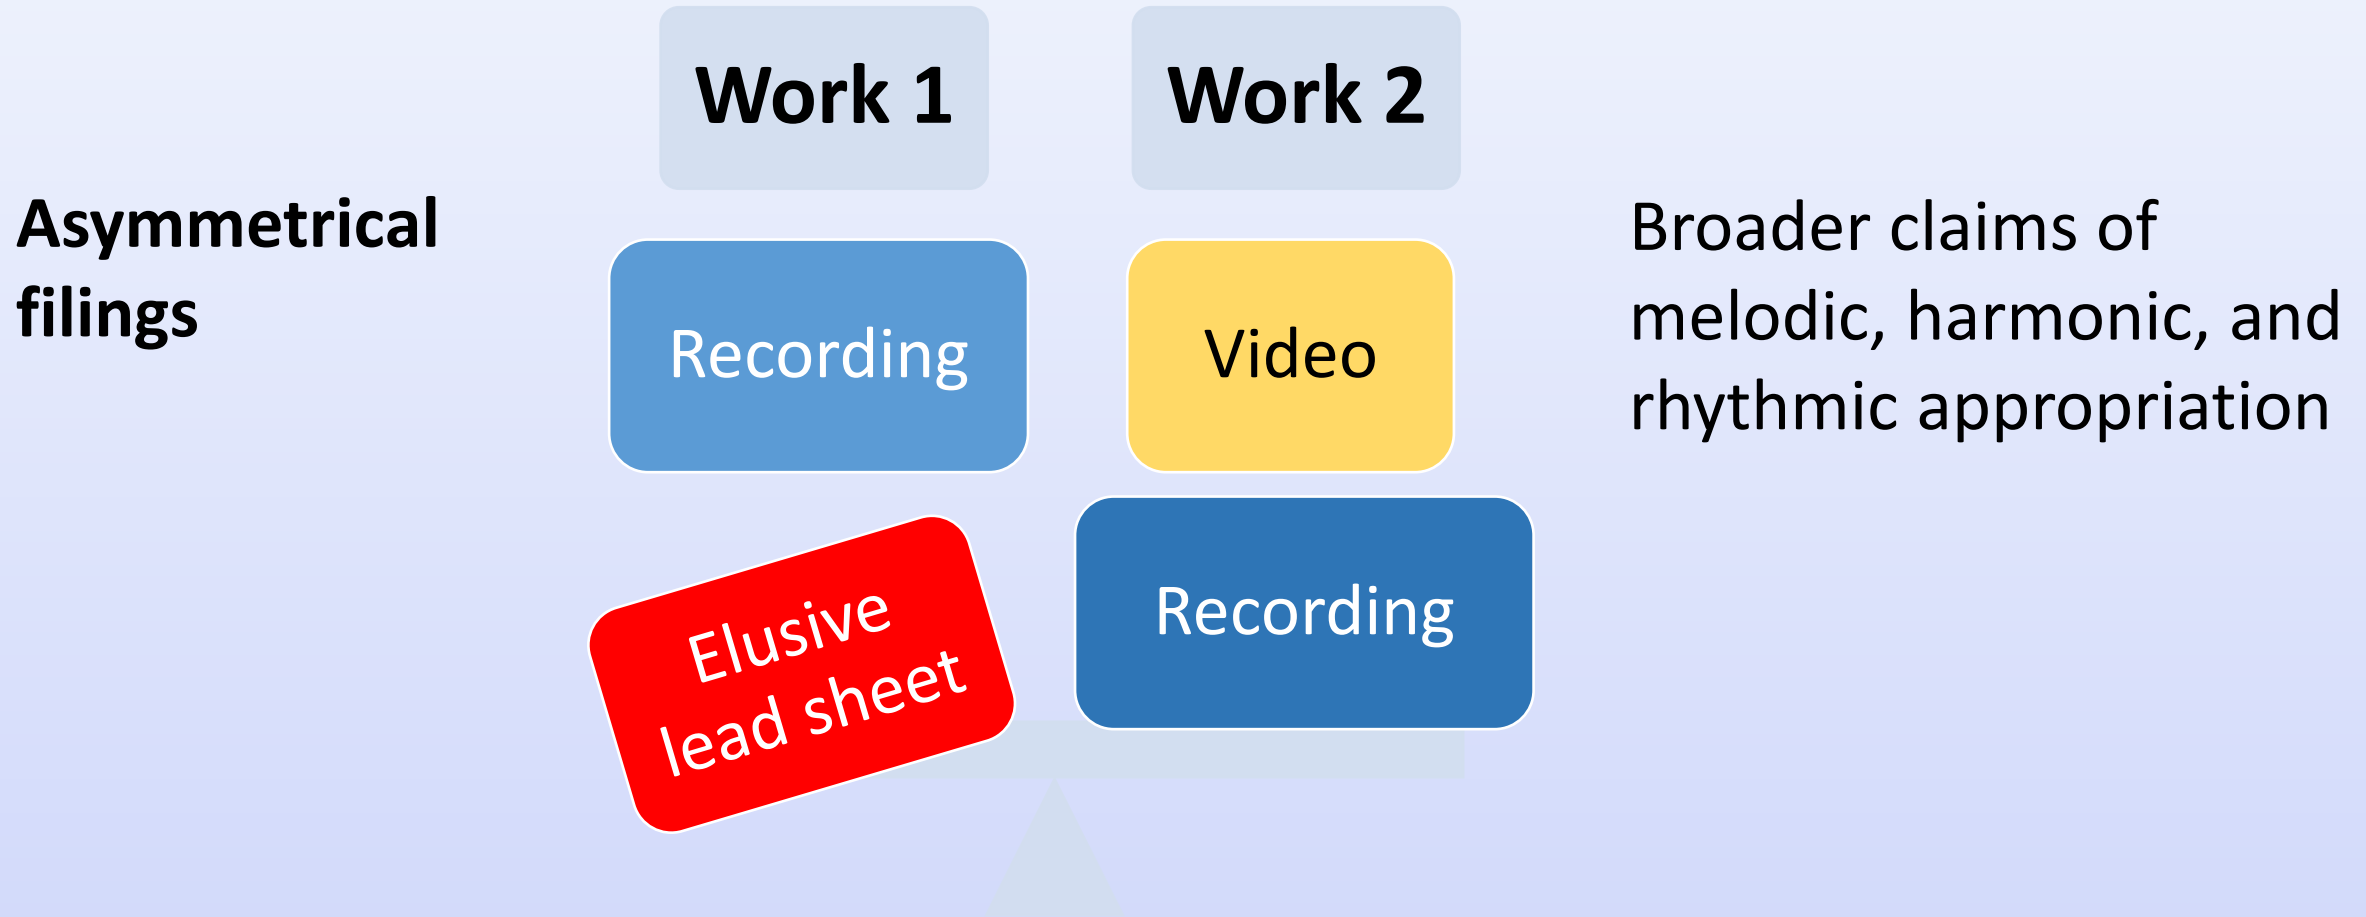 Work 1
Work 2
Asymmetrical
filings
Recording
Video
Broader claims of
melodic, harmonic, and
rhythmic appropriation
Elusive
lead sheet
Recording